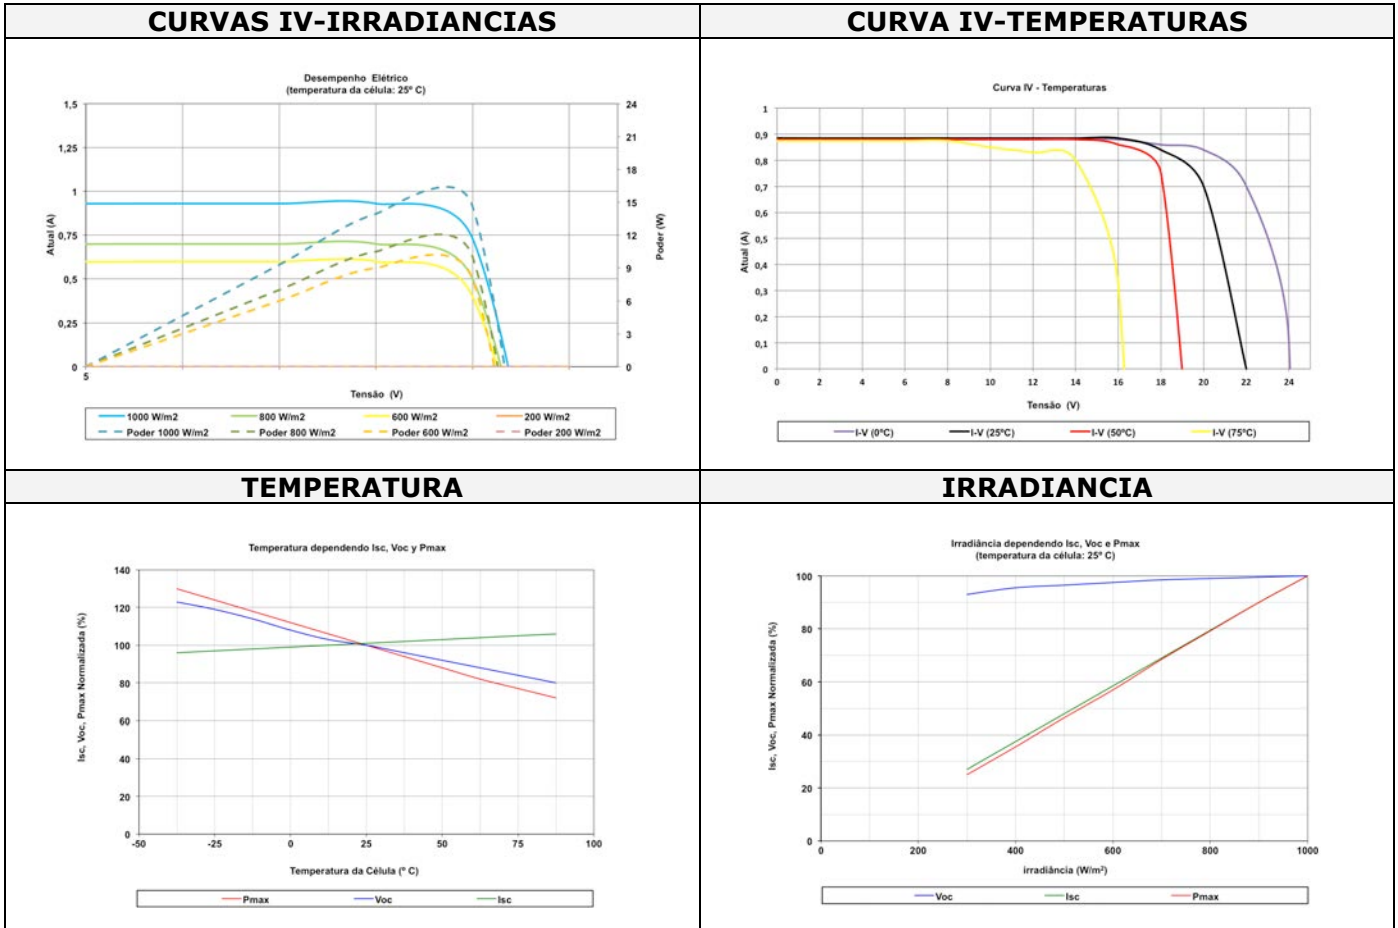 CURVAS IV-IRRADIANCIAS
CURVA IV-TEMPERATURAS
Desempenho Elétrico
(temperatura da célula: 25º C)
1,5
1,25
1
0,75
0,5
0,25
0
Atual (A)
24
21
18
15
12
9
6
3
0
Poder (W)
5
Tensão (V)
1000 W/m2
800 W/m2
600 W/m2
200 W/m2
Poder 1000 W/m2
Poder 800 W/m2
Poder 600 W/m2
Poder 200 W/m2
Curva IV - Temperaturas
1
0,9
0,8
0,7
0,6
0,5
0,4
0,3
0,2
0,1
0
Atual (A)
0 2 4 6 8 10 12 14 16 18 20 22 24
Tensão (V)
I-V (0ºC)
I-V (25ºC)
I-V (50ºC)
I-V (75ºC)
TEMPERATURA
IRRADIANCIA
Temperatura dependendo Isc, Voc y Pmax
140
120
100
80
60
40
20
0
Isc, Voc, Pmax Normalizada (%)
-50 -25 0 25 50 75 100
Temperatura da Célula (º C)
Pmax
Voc
Isc
Irradiância dependendo Isc, Voc e Pmax
(temperatura da célula: 25º C)
100
80
60
40
20
0
Isc, Voc, Pmax Normalizada (%)
0 200 400 600 800 1000
irradiância (W/m²)
Voc
Isc
Pmax